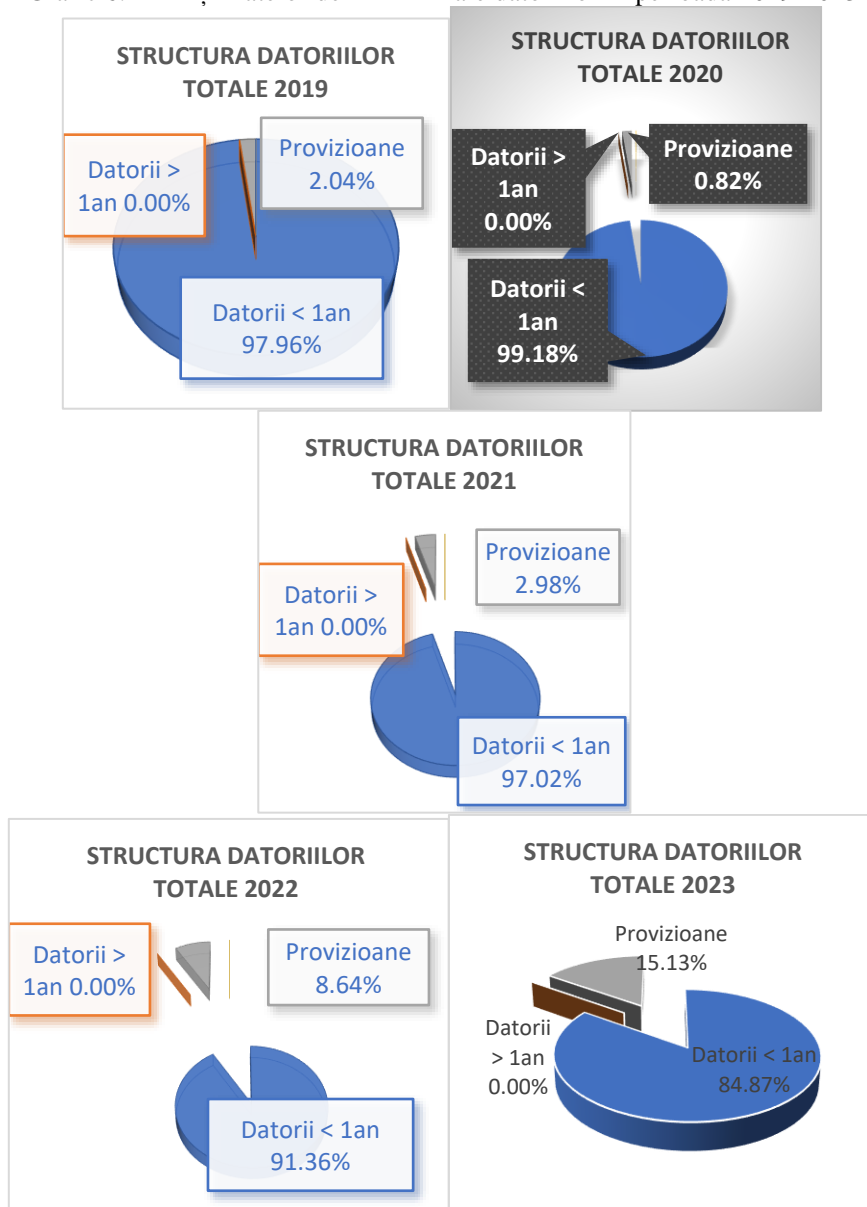 STRUCTURA DATORIILOR
TOTALE 2019
Datorii >
1an 0.00%
Provizioane
2.04%
Datorii < 1an
97.96%
STRUCTURA DATORIILOR
TOTALE 2020
Datorii >
1an
0.00%
Provizioane
0.82%
Datorii <
1an
99.18%
STRUCTURA DATORIILOR
TOTALE 2021
Datorii >
1an 0.00%
Provizioane
2.98%
Datorii < 1an
97.02%
STRUCTURA DATORIILOR
TOTALE 2022
Datorii >
1an 0.00%
Provizioane
8.64%
Datorii < 1an
91.36%
STRUCTURA DATORIILOR
TOTALE 2023
Provizioane
15.13%
Datorii
> 1an
0.00%
Datorii < 1an
84.87%